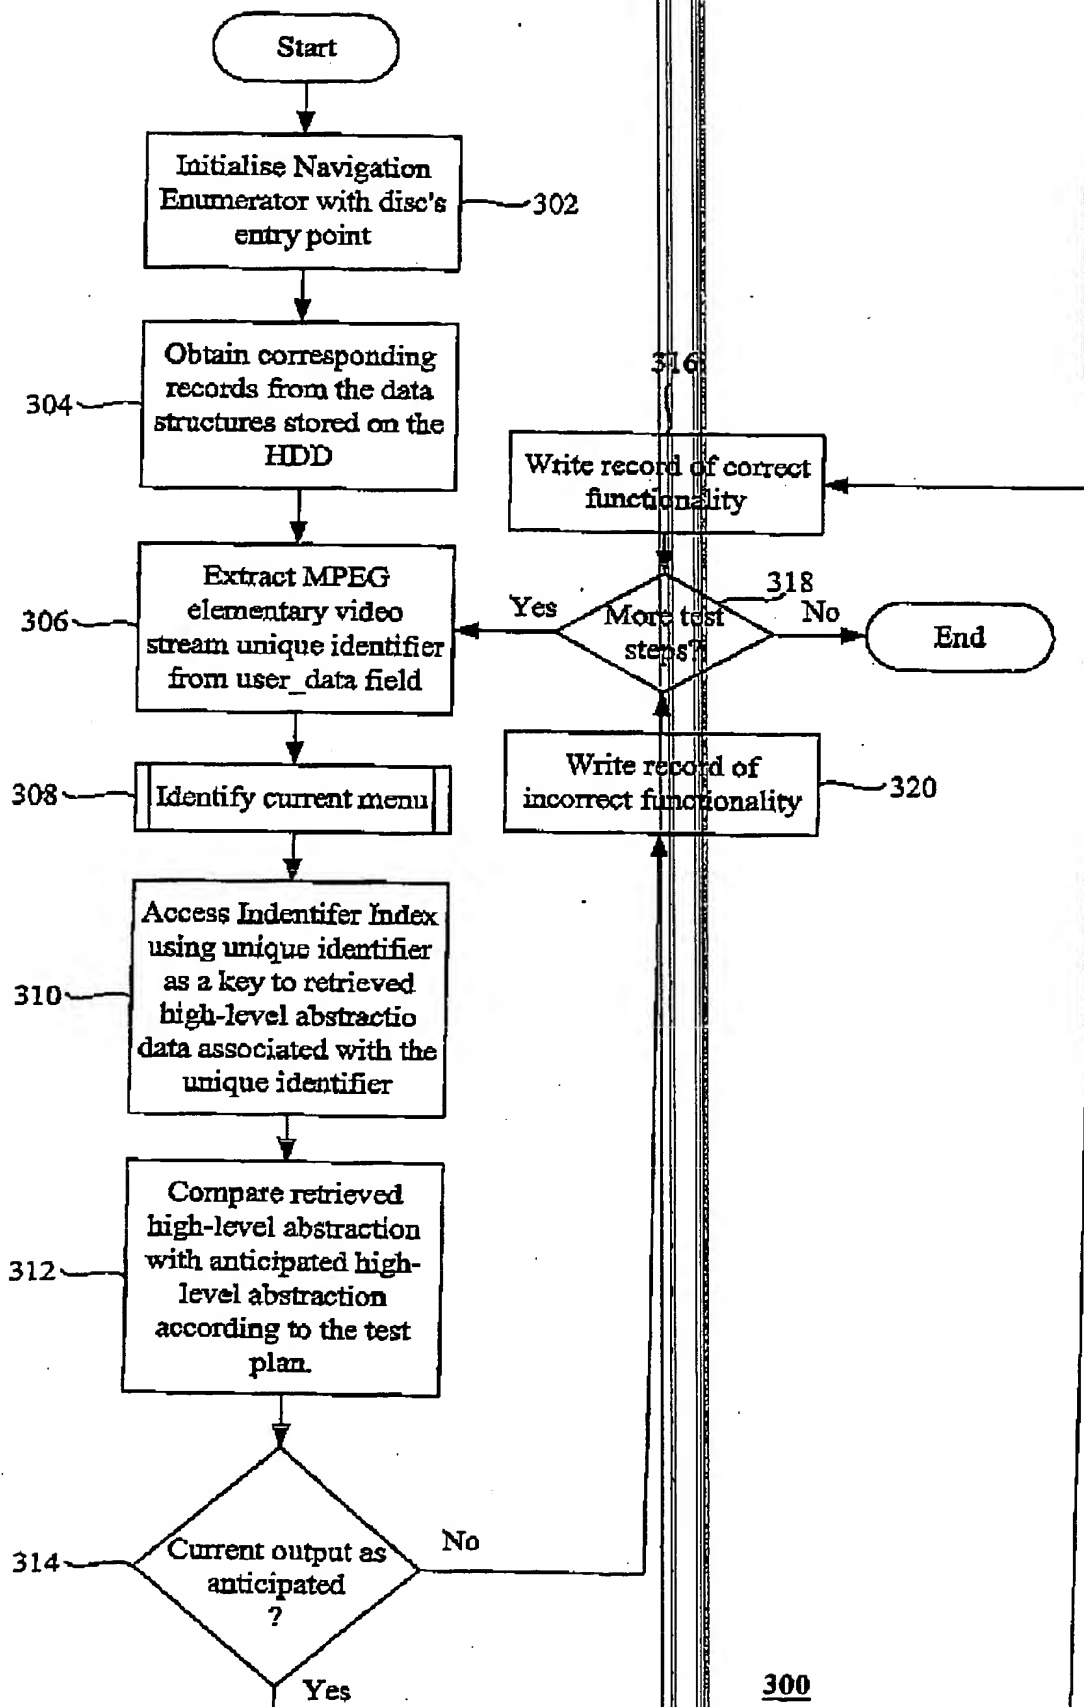 Start
Initialise Navigation
Enumerator with disc's
entry point
302
Obtain corresponding
records from the data
structures stored on the
HDD
304
316
Write record of correct
functionality
Extract MPEG
elementary video
stream unique identifier
from user_data field
306
Yes
More test
steps?
318
No
End
Identify current menu
308
Write record of
incorrect functionality
320
Access Indentifer Index
using unique identifier
as a key to retrieved
high-level abstractio
data associated with the
unique identifier
310
Compare retrieved
high-level abstraction
with anticipated high-
level abstraction
according to the test
plan.
312
Current output as
anticipated
?
314
No
Yes
300